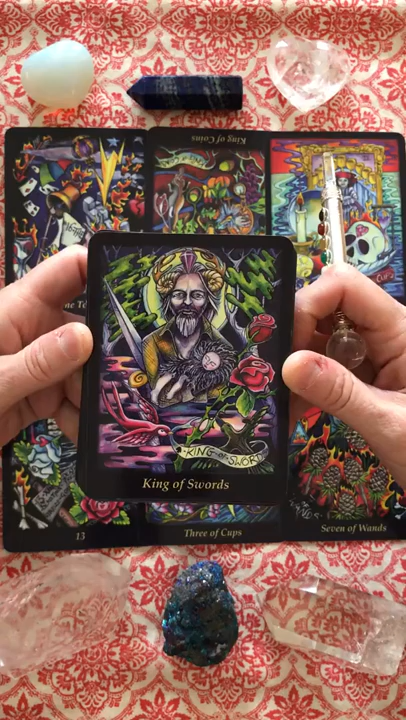 King of Coins
KING of SWORDS
King of Swords
13
Three of Cups
Seven of Wands